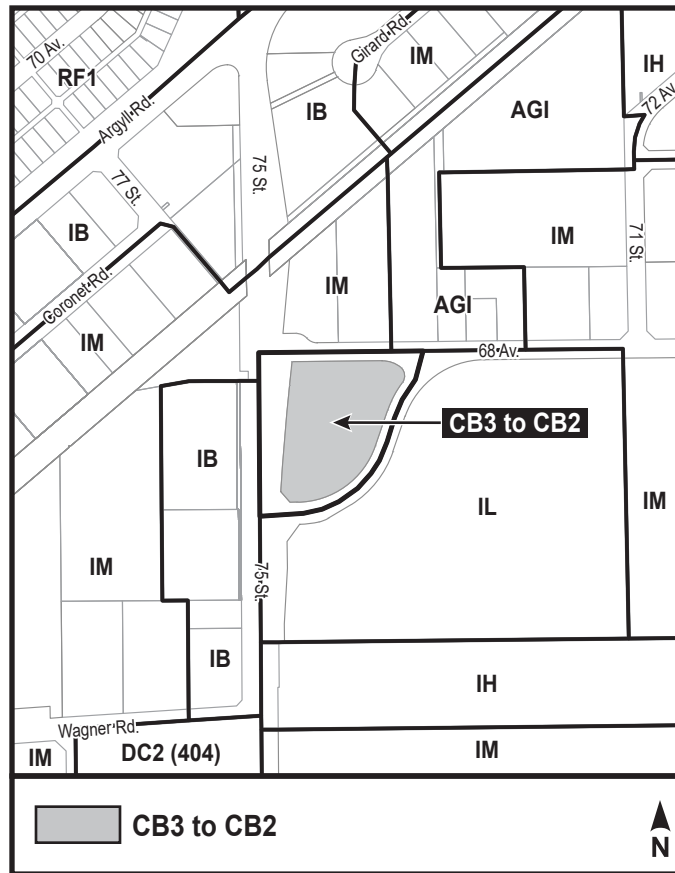 70 Av.
RF1
Argyll Rd.
Girard Rd.
IM
IH
72 Av.
IB
AGI
77 St.
75 St.
IB
71 St.
IM
Coronet Rd.
IM
AGI
IM
68 Av.
CB3 to CB2
IB
IL
IM
IM
75 St.
IB
IH
Wagner Rd.
IM
DC2 (404)
IM
CB3 to CB2
N